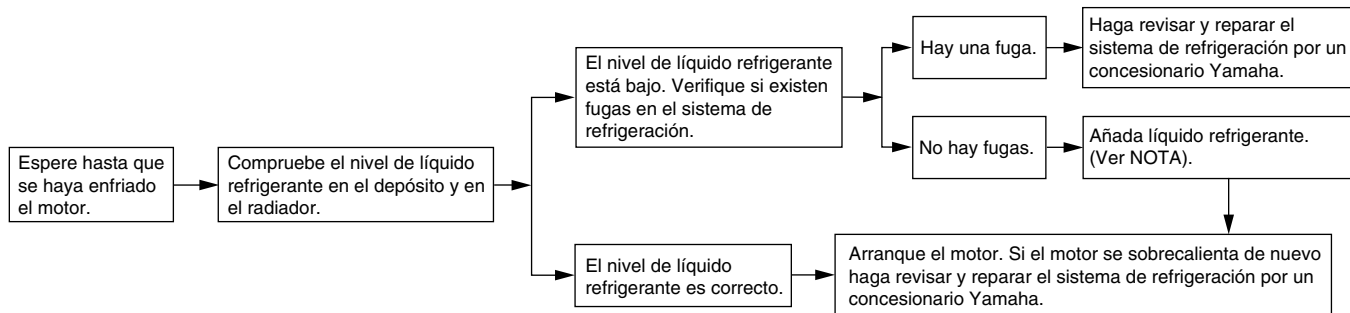 Espere hasta que
se haya enfriado
el motor.
Compruebe el nivel de líquido
refrigerante en el depósito y en
el radiador.
El nivel de líquido refrigerante
está bajo. Verifique si existen
fugas en el sistema de
refrigeración.
Hay una fuga.
Haga revisar y reparar el
sistema de refrigeración por un
concesionario Yamaha.
No hay fugas.
Añada líquido refrigerante.
(Ver NOTA).
El nivel de líquido
refrigerante es correcto.
Arranque el motor. Si el motor se sobrecalienta de nuevo
haga revisar y reparar el sistema de refrigeración por un
concesionario Yamaha.